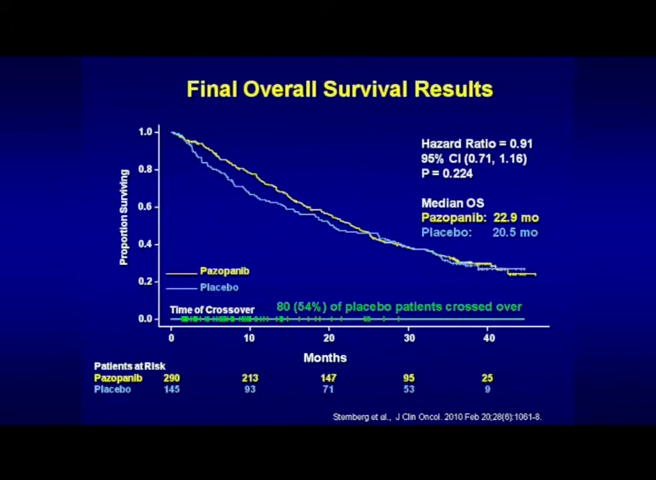 Final Overall Survival Results
1.0
0.8
0.6
0.4
0.2
0.0
Proportion Surviving
Hazard Ratio = 0.91
95% CI (0.71, 1.16)
P = 0.224
Median OS
Pazopanib: 22.9 mo
Placebo: 20.5 mo
Pazopanib
Placebo
Time of Crossover
80 (54%) of placebo patients crossed over
0 10 20 30 40
Months
Patients at Risk
Pazopanib 290 213 147 95 25
Placebo 145 93 71 53 9
Sternberg et al., J Clin Oncol. 2010 Feb 20;28(6):1061-8.